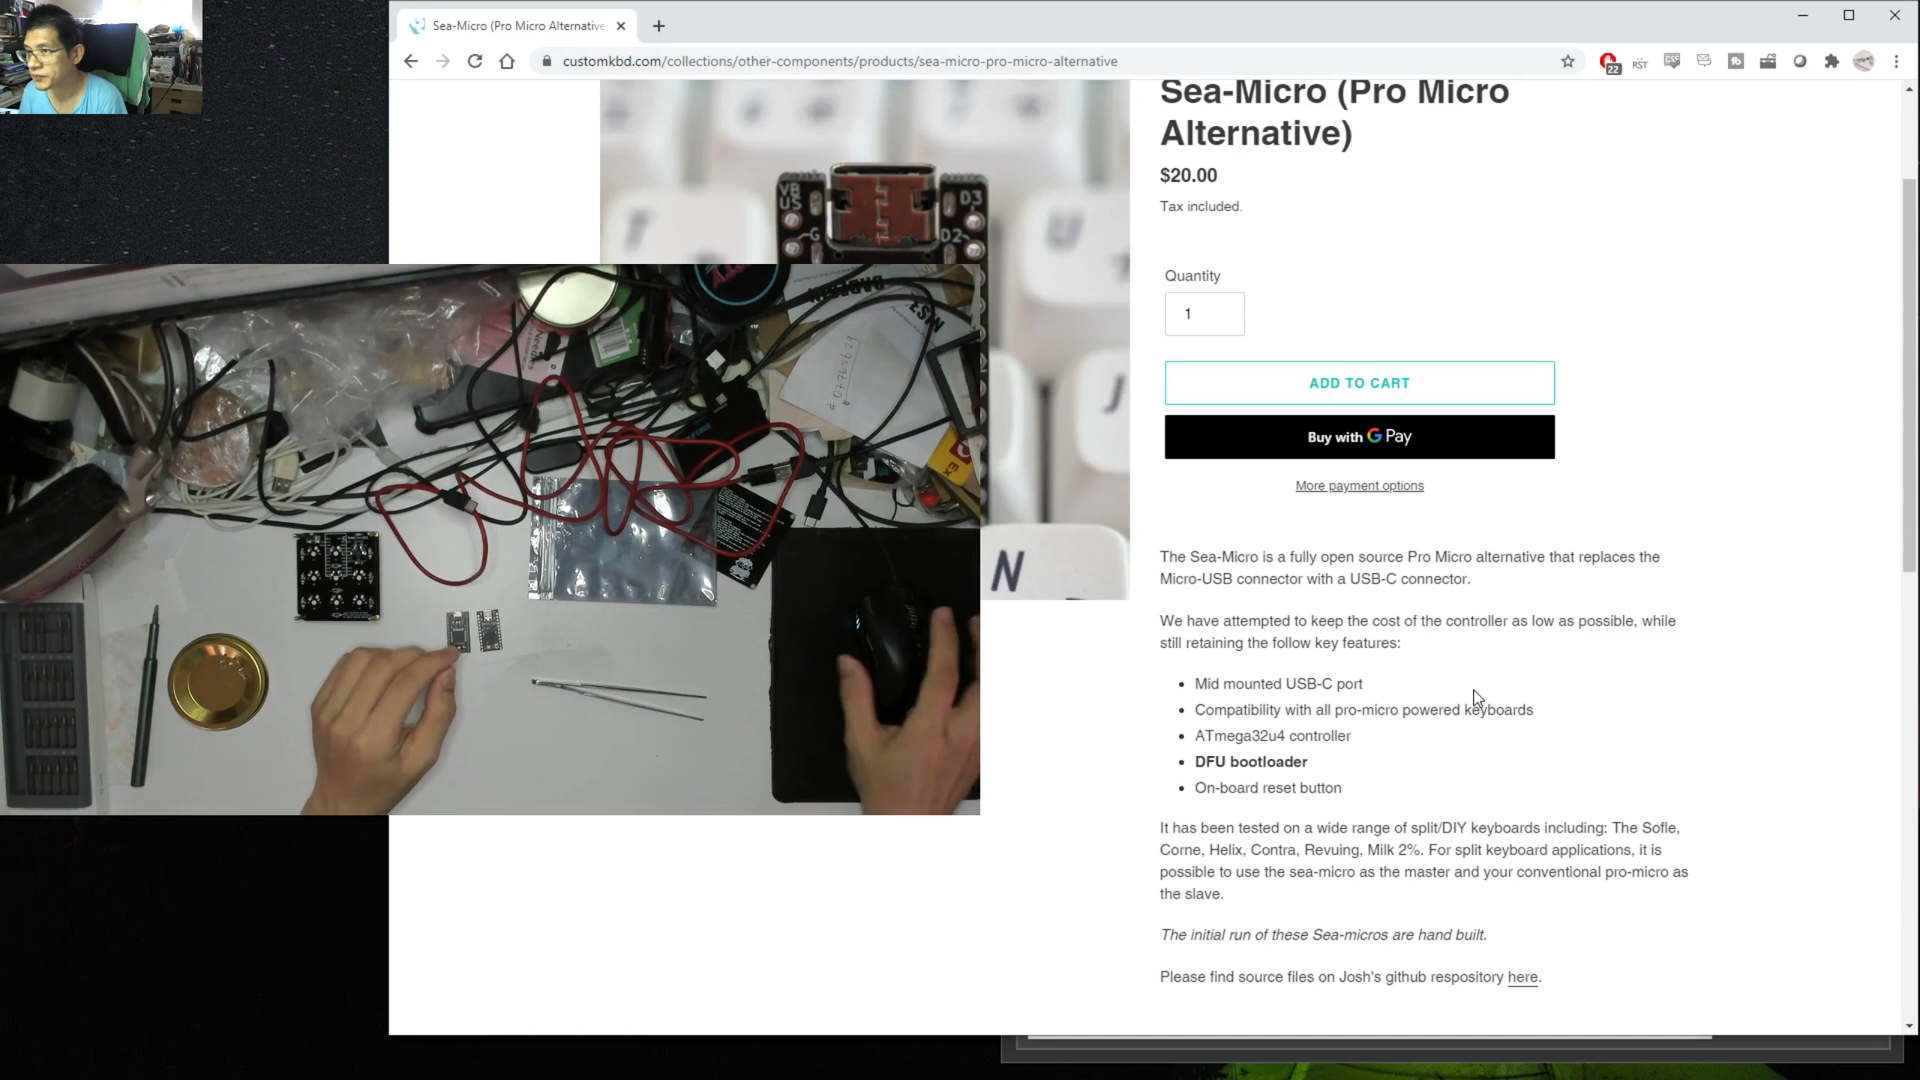 Sea-Micro (Pro Micro Alternative
customkbd.com/collections/other-components/products/sea-micro-pro-micro-alternative
22
RST
CSS
Sea-Micro (Pro Micro
Alternative)
$20.00
Tax included.
VB
US
G
D3
D2
U
J
N
Quantity
1
ADD TO CART
Buy with G Pay
More payment options
The Sea-Micro is a fully open source Pro Micro alternative that replaces the
Micro-USB connector with a USB-C connector.
We have attempted to keep the cost of the controller as low as possible, while
still retaining the follow key features:
Mid mounted USB-C port
Compatibility with all pro-micro powered keyboards
ATmega32u4 controller
DFU bootloader
On-board reset button
It has been tested on a wide range of split/DIY keyboards including: The Sofle,
Corne, Helix, Contra, Revuing, Milk 2%. For split keyboard applications, it is
possible to use the sea-micro as the master and your conventional pro-micro as
the slave.
The initial run of these Sea-micros are hand built.
Please find source files on Josh's github respository here.